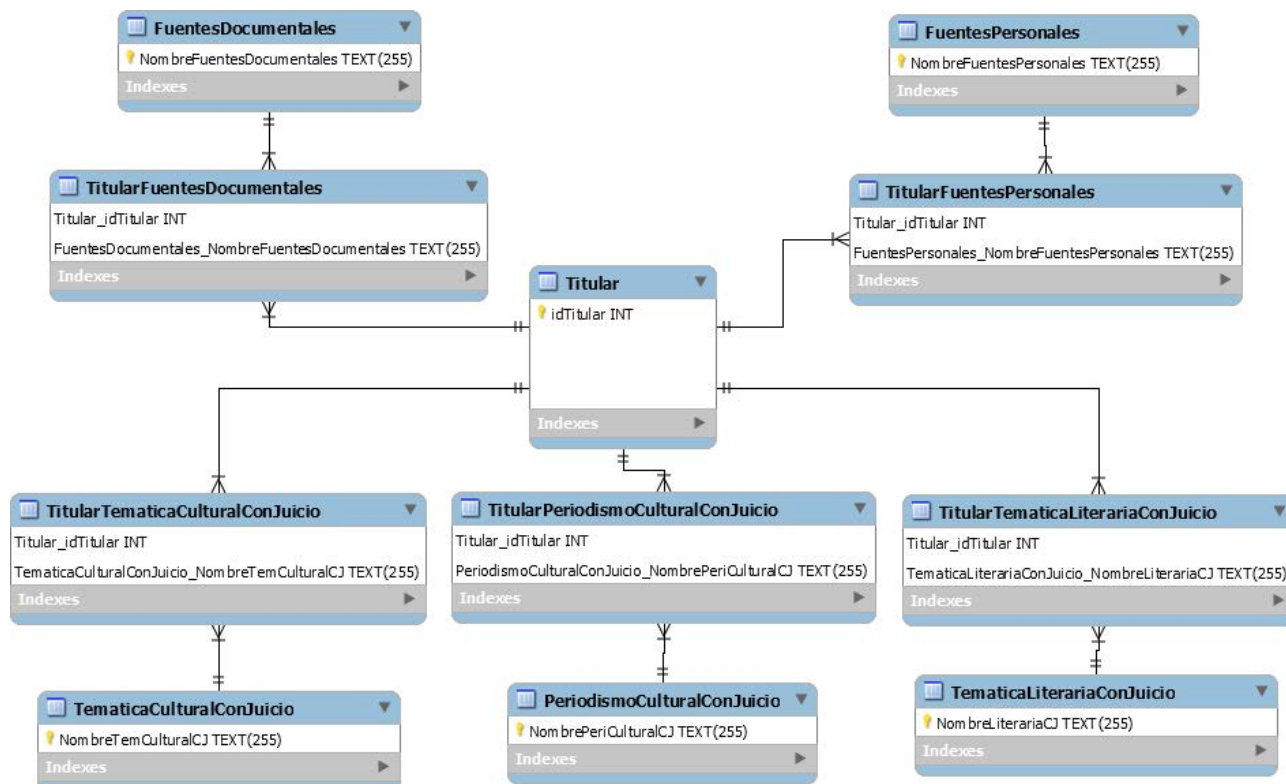 FuentesDocumentales
NombreFuentesDocumentales TEXT(255)
Indexes
FuentesPersonales
NombreFuentesPersonales TEXT(255)
Indexes
TitularFuentesDocumentales
Titular_idTitular INT
FuentesDocumentales_NombreFuentesDocumentales TEXT(255)
Indexes
TitularFuentesPersonales
Titular_idTitular INT
FuentesPersonales_NombreFuentesPersonales TEXT(255)
Indexes
Titular
idTitular INT
Indexes
TitularTematicaCulturalConJuicio
Titular_idTitular INT
TematicaCulturalConJuicio_NombreTemCulturalCJ TEXT(255)
Indexes
TitularPeriodismoCulturalConJuicio
Titular_idTitular INT
PeriodismoCulturalConJuicio_NombrePeriCulturalCJ TEXT(255)
Indexes
TitularTematicaLiterariaConJuicio
Titular_idTitular INT
TematicaLiterariaConJuicio_NombreLiterariaCJ TEXT(255)
Indexes
TematicaCulturalConJuicio
NombreTemCulturalCJ TEXT(255)
Indexes
PeriodismoCulturalConJuicio
NombrePeriCulturalCJ TEXT(255)
Indexes
TematicaLiterariaConJuicio
NombreLiterariaCJ TEXT(255)
Indexes